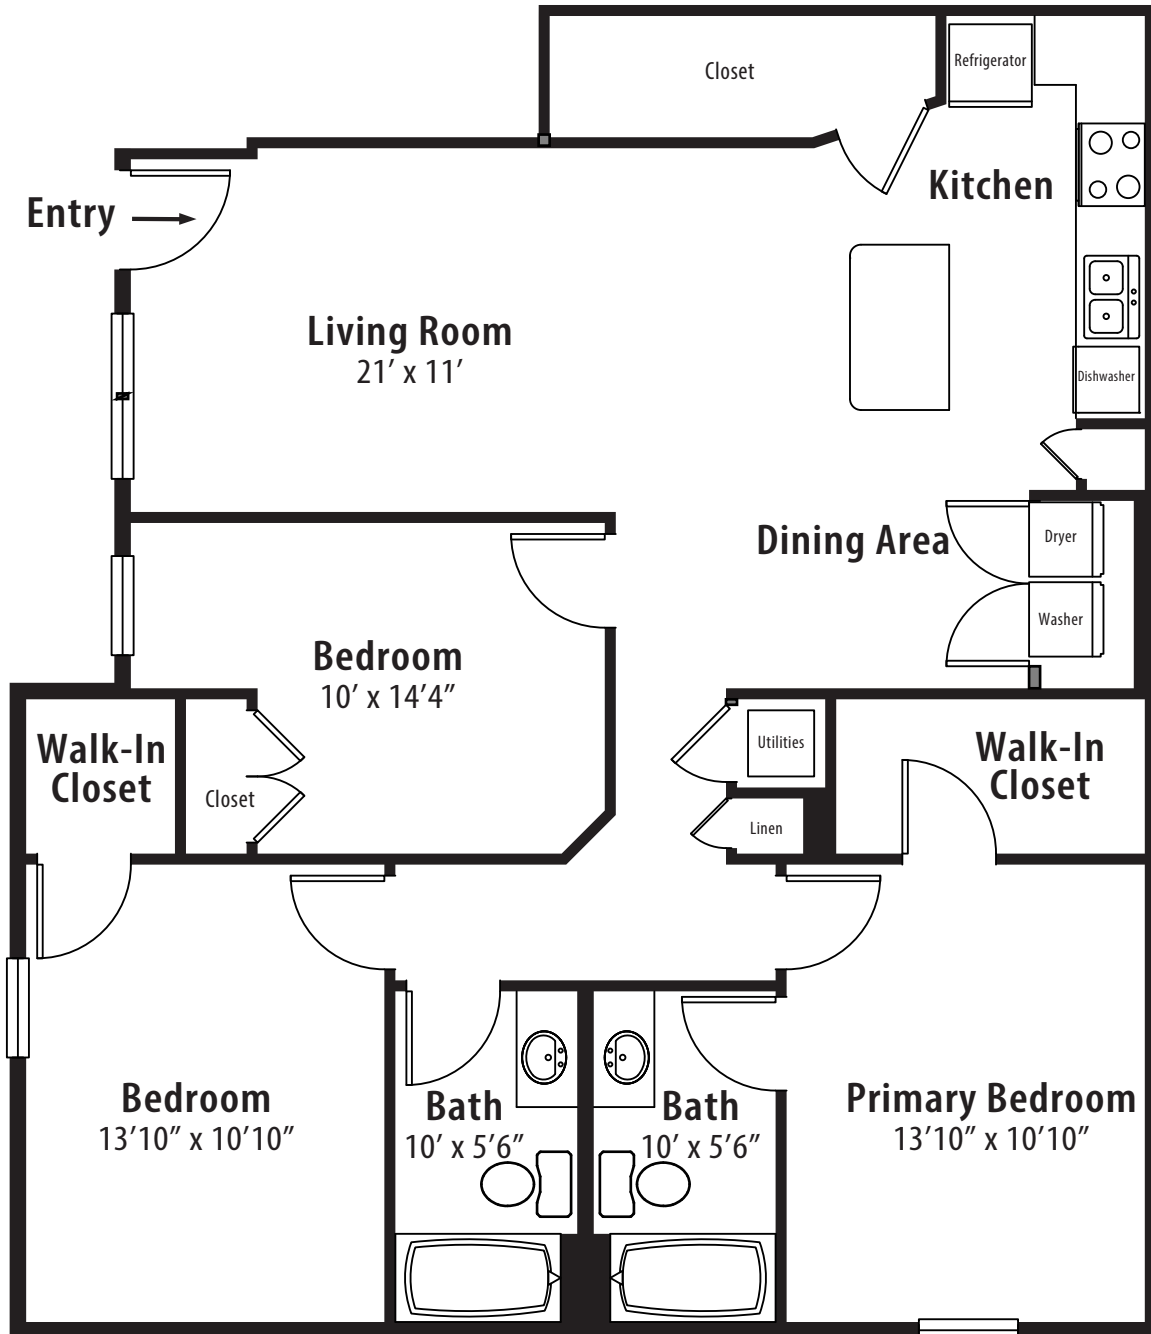 Closet
Refrigerator
Kitchen
Entry
Living Room
21’ x 11’
Dishwasher
Dining Area
Dryer
Washer
Bedroom
10’ x 14’4”
Walk-In
Closet
Closet
Utilities
Linen
Walk-In
Closet
Bedroom
13’10” x 10’10”
Bath
10’ x 5’6”
Bath
10’ x 5’6”
Primary Bedroom
13’10” x 10’10”